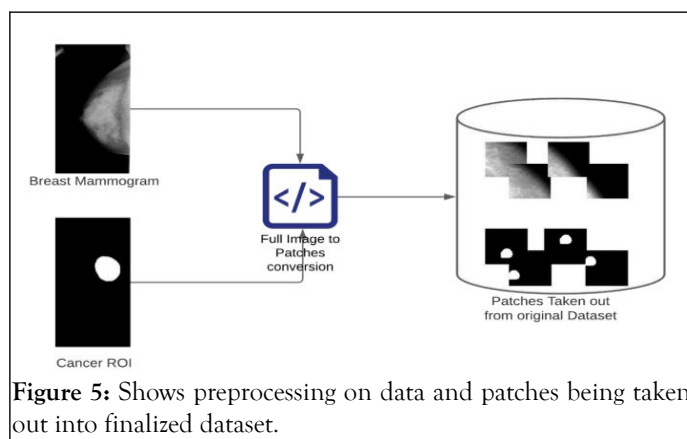 Breast Mammogram
</>
Full Image to
Patches
conversion
Cancer ROI
Patches Taken out
from original Dataset
Figure 5: Shows preprocessing on data and patches being taken
out into finalized dataset.